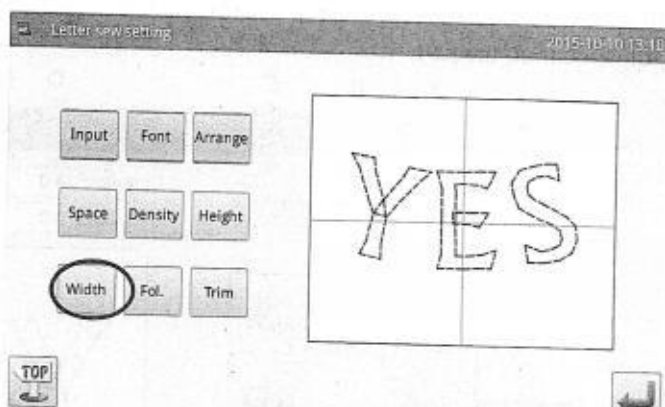 Letter sew setting
2015-10-10 13:18
Input Font Arrange
Space Density Height
Width Fol. Trim
YES
TOP